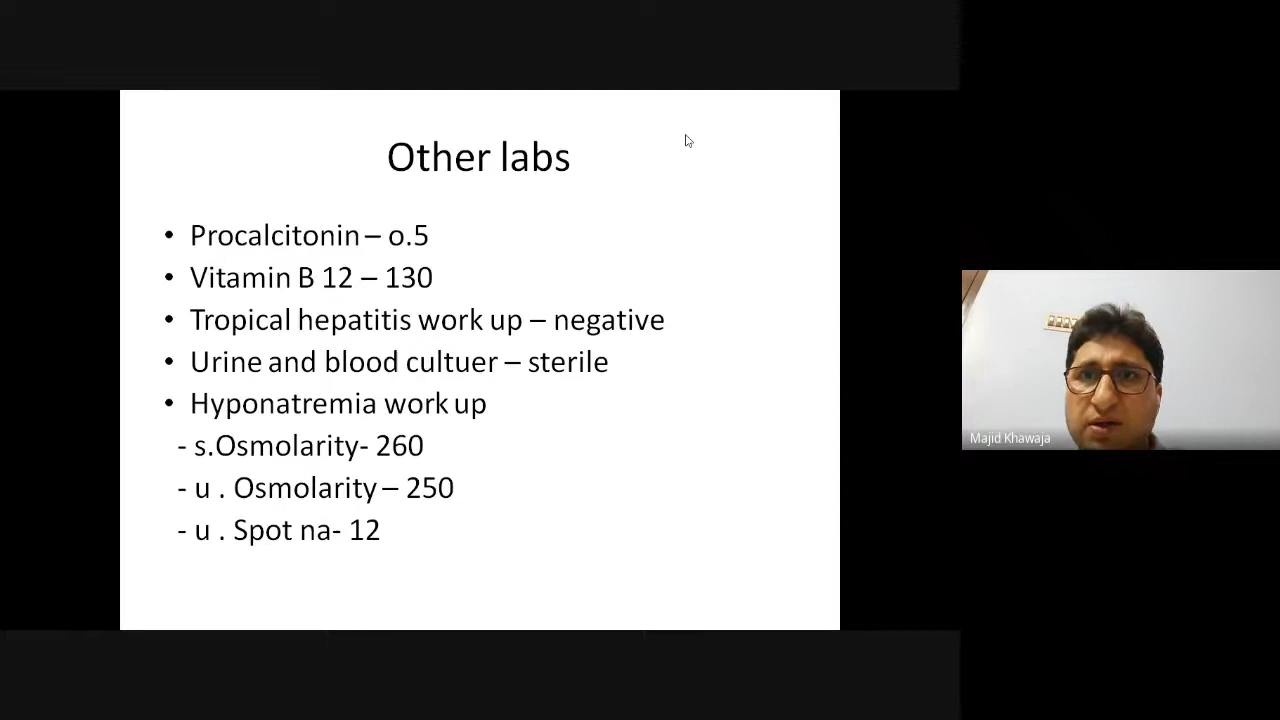 Other labs
• Procalcitonin – o.5
• Vitamin B 12 – 130
• Tropical hepatitis work up – negative
• Urine and blood cultuer – sterile
• Hyponatremia work up
- s.Osmolarity- 260
- u . Osmolarity – 250
- u . Spot na- 12
Majid Khawaja